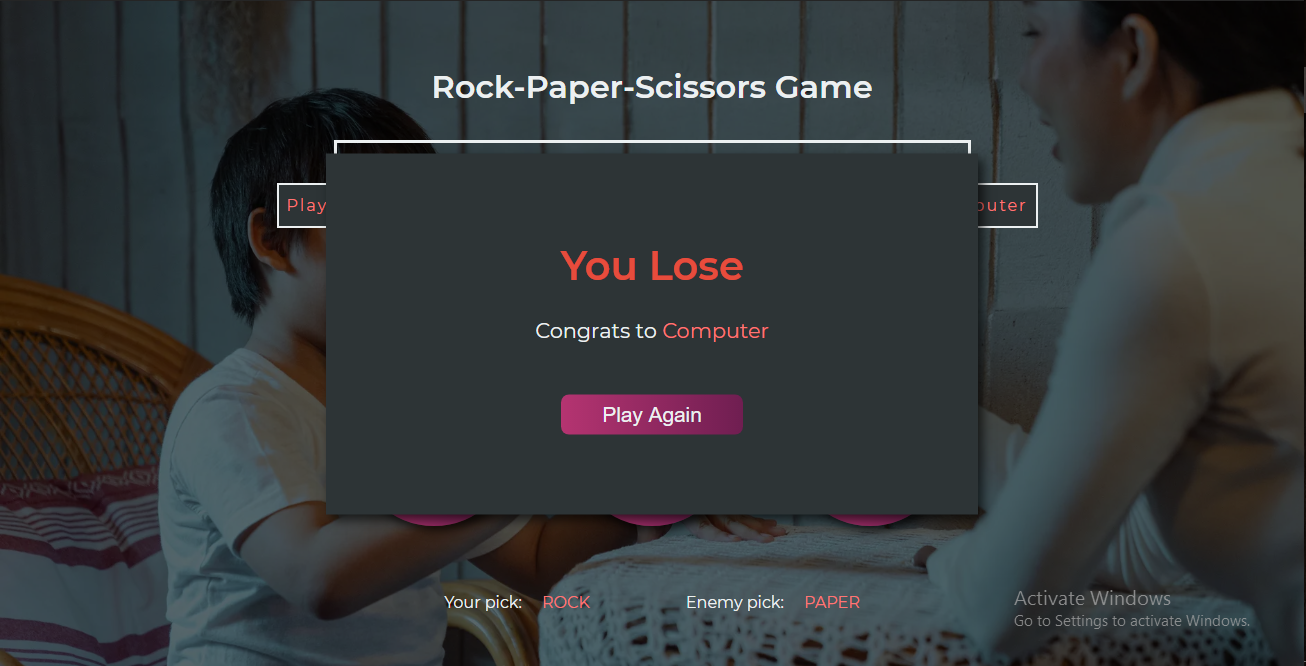 Rock-Paper-Scissors Game
Play
outer
You Lose
Congrats to Computer
Play Again
Your pick: ROCK Enemy pick: PAPER
Activate Windows
Go to Settings to activate Windows.